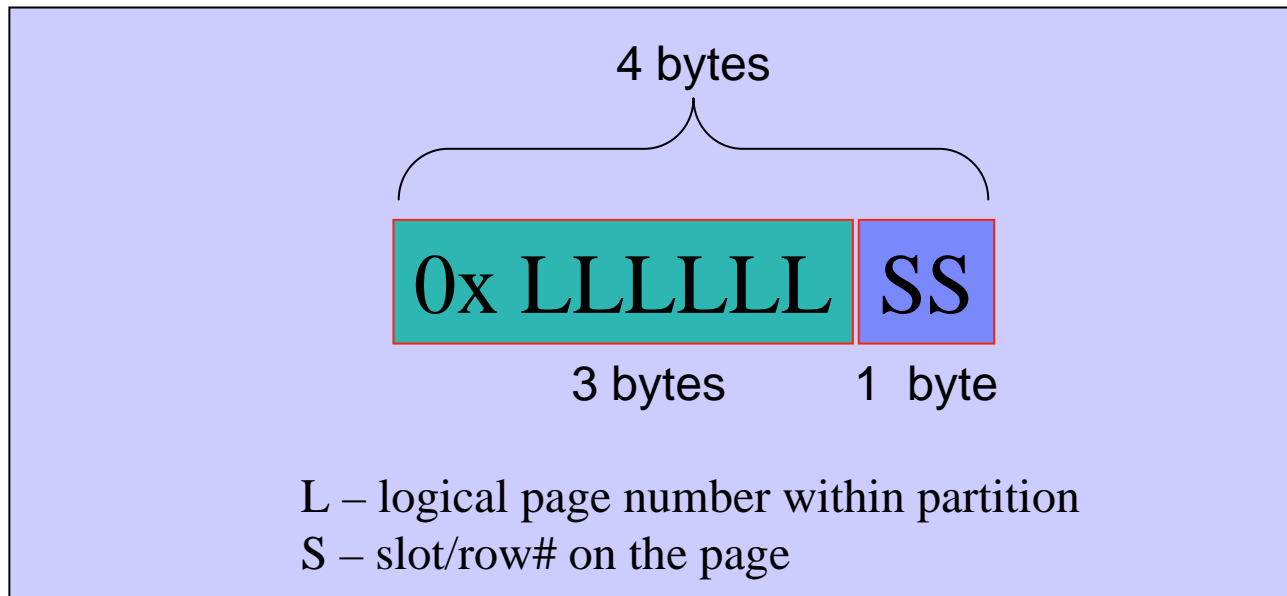 4 bytes
0x LLLLLL SS
3 bytes 1 byte
L – logical page number within partition
S – slot/row# on the page